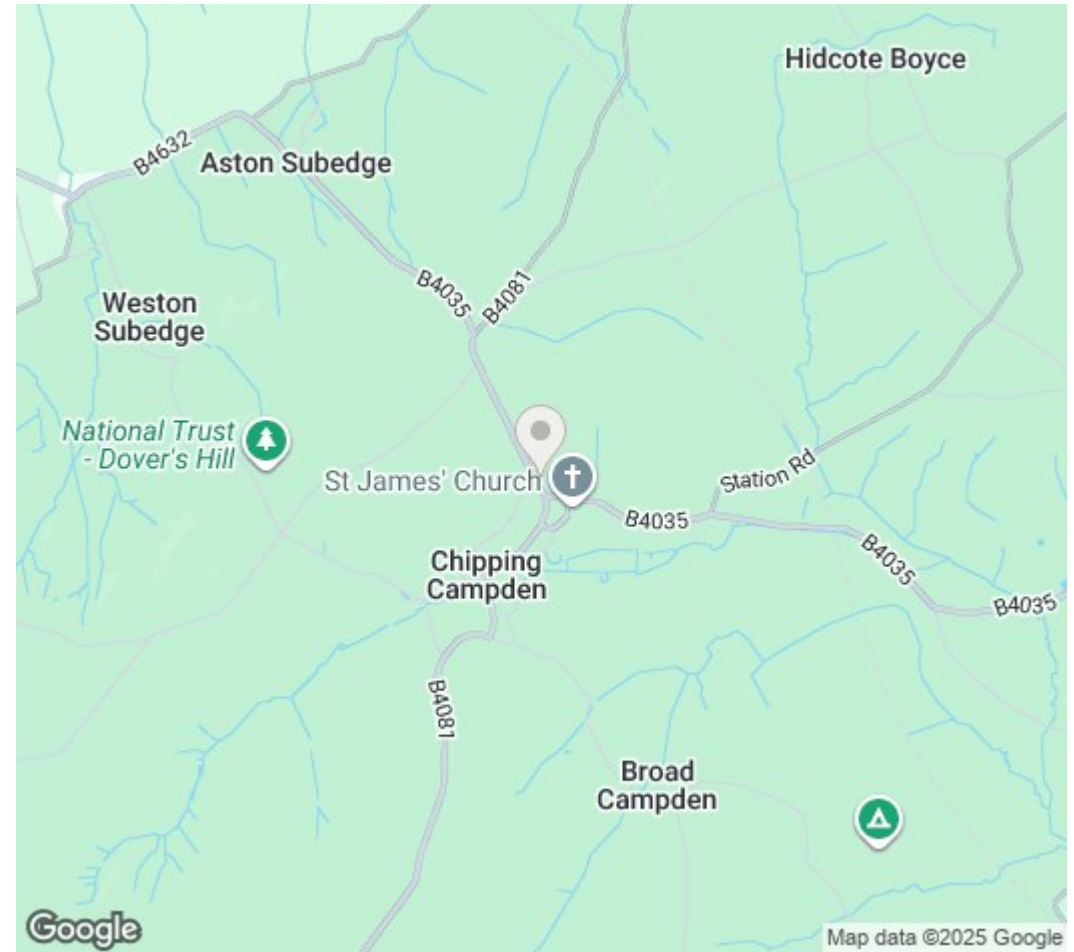 Hidcote Boyce
B4632
Aston Subedge
B4035
B4081
Weston
Subedge
National Trust
- Dover's Hill
St James' Church
Station Rd
B4035
B4035
B4035
Chipping
Campden
B4081
Broad
Campden
Google
Map data ©2025 Google